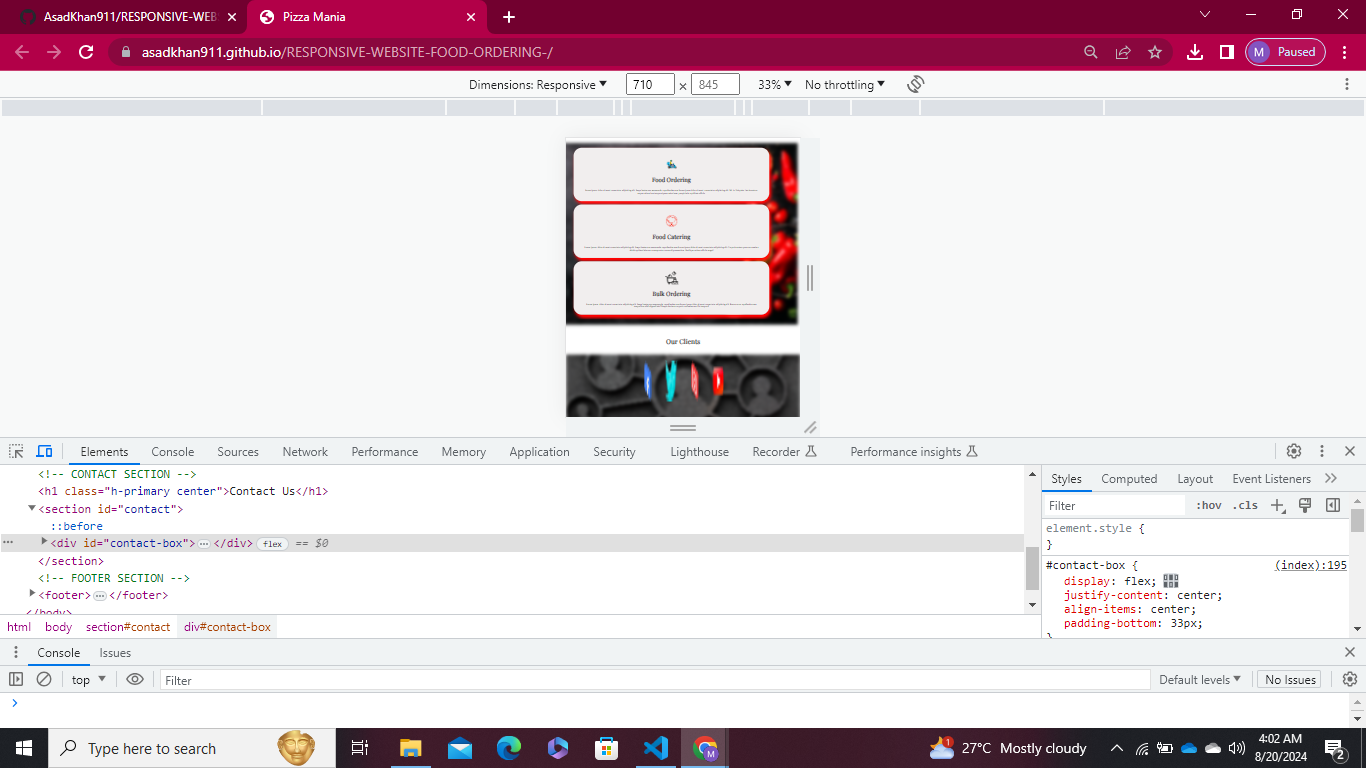 AsadKhan911/RESPONSIVE-WEB
Pizza Mania
asadkhan911.github.io/RESPONSIVE-WEBSITE-FOOD-ORDERING-/
M Paused
Dimensions: Responsive 710 × 845 33% No throttling
Food Ordering
Food Catering
Bulk Ordering
Our Clients
Elements Console Sources Network Performance Memory Application Security Lighthouse Recorder Performance insights
<!-- CONTACT SECTION -->
<h1 class="h-primary center">Contact Us</h1>
<section id="contact">
::before
<div id="contact-box"> </div> flex == $0
</section>
<!-- FOOTER SECTION -->
<footer> </footer>
</body>
html body section#contact div#contact-box
Styles Computed Layout Event Listeners
Filter :hov .cls
element.style {
}
#contact-box { (index):195
display: flex;
justify-content: center;
align-items: center;
padding-bottom: 33px;
}
Console Issues
top Filter Default levels No Issues
Type here to search
1 27°C Mostly cloudy
4:02 AM
8/20/2024
2